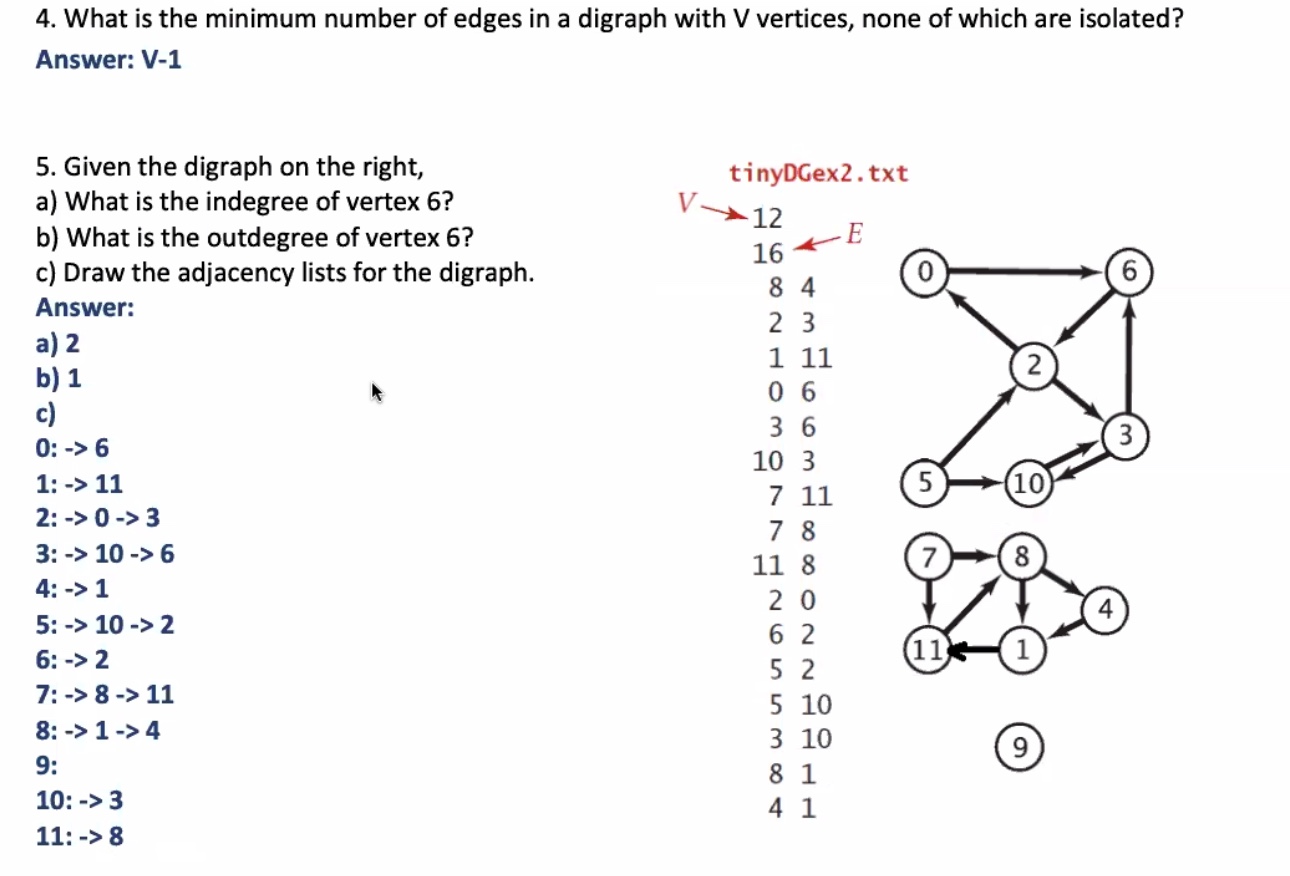 4. What is the minimum number of edges in a digraph with V vertices, none of which are isolated?
Answer: V-1
5. Given the digraph on the right,
a) What is the indegree of vertex 6?
b) What is the outdegree of vertex 6?
c) Draw the adjacency lists for the digraph.
Answer:
a) 2
b) 1
c)
0: -> 6
1: -> 11
2: -> 0 -> 3
3: -> 10 -> 6
4: -> 1
5: -> 10 -> 2
6: -> 2
7: -> 8 -> 11
8: -> 1 -> 4
9:
10: -> 3
11: -> 8
tinyDGex2.txt
V
12
16
E
8 4
2 3
1 11
0 6
3 6
10 3
7 11
7 8
11 8
2 0
6 2
5 2
5 10
3 10
8 1
4 1
0
6
2
3
5
10
7
8
4
11
1
9